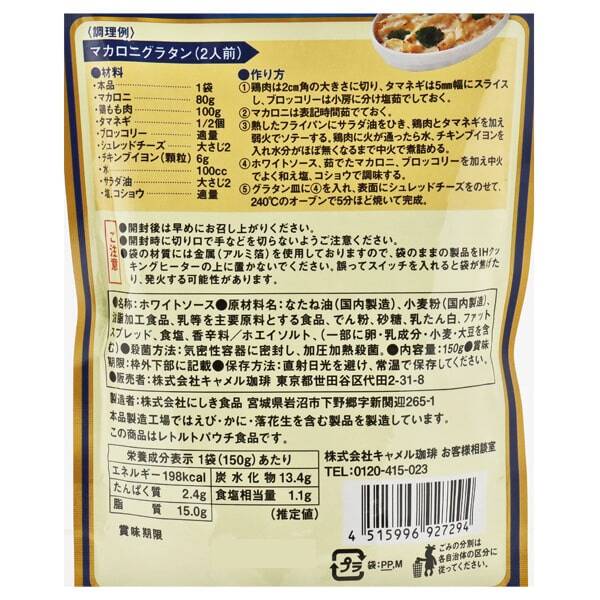 〈調理例〉
マカロニグラタン(2人前)
●材料
・本品 1袋
・マカロニ 80g
・鶏もも肉 100g
・タマネギ 1/2個
・ブロッコリー 適量
・シュレッドチーズ 大さじ2
・チキンブイヨン(顆粒) 6g
・水 100cc
・サラダ油 大さじ2
・塩、コショウ 適量
●作り方
①鶏肉は2cm角の大きさに切り、タマネギは5mm幅にスライス
し、ブロッコリーは小房に分け塩茹でしておく。
②マカロニは表記時間茹でておく。
③熱したフライパンにサラダ油をひき、鶏肉とタマネギを加え
弱火でソテーする。鶏肉に火が通ったら水、チキンブイヨン
を入れ水分がほぼ無くなるまで中火で煮詰める。
④ホワイトソース、茹でたマカロニ、ブロッコリーを加え中火
でよく和え塩、コショウで調味する。
⑤グラタン皿に④を入れ、表面にシュレッドチーズをのせて、
240℃のオーブンで5分ほど焼いて完成。
ご注意
●開封後は早めにお召し上がりください。
●開封時に切り口で手などを切らないようご注意ください。
●袋の材質には金属(アルミ箔)を使用しておりますので、袋のままの製品をIHクッ
キングヒーターの上に置かないでください。誤ってスイッチを入れると袋が焦げた
り、発火する可能性があります。
●名称:ホワイトソース●原材料名:なたね油(国内製造)、小麦粉(国内製造)、
油脂加工食品、乳等を主要原料とする食品、でん粉、砂糖、乳たん白、ファット
スプレッド、食塩、香辛料/ホエイソルト、(一部に卵・乳成分・小麦・大豆を含
む)●殺菌方法:気密性容器に密封し、加圧加熱殺菌。●内容量:150g●賞味
期限:枠外下部に記載●保存方法:直射日光を避け、常温で保存してください。
●販売者:株式会社キャメル珈琲 東京都世田谷区代田2-31-8
製造者:株式会社にしき食品 宮城県岩沼市下野郷字新関迎265-1
本品製造工場ではえび・かに・落花生を含む製品を製造しています。
この商品はレトルトパウチ食品です。
栄養成分表示 1袋(150g)あたり
エネルギー 198kcal 炭水化物 13.4g
たんぱく質 2.4g 食塩相当量 1.1g
脂質 15.0g (推定値)
賞味期限
株式会社キャメル珈琲 お客様相談室
TEL:0120-415-023
4 515996 927294
プラ
袋:PP,M
ごみの分別は
各自治体の区分に
従ってください。